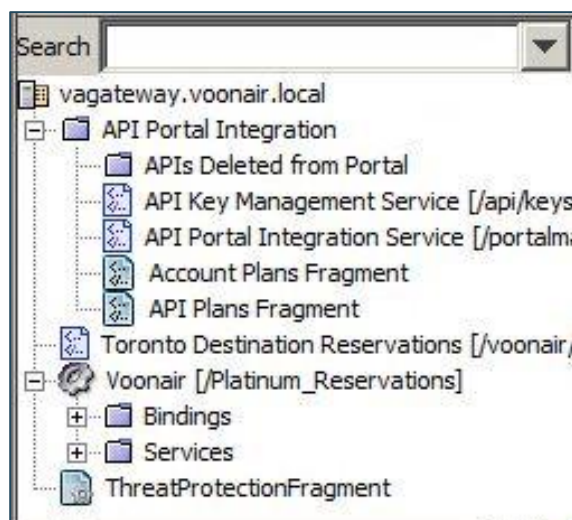 Search
vagateway.voonair.local
API Portal Integration
APIs Deleted from Portal
API Key Management Service [/api/keys
API Portal Integration Service [/portalma
Account Plans Fragment
API Plans Fragment
Toronto Destination Reservations [/voonair/
Voonair [/Platinum_Reservations]
Bindings
Services
ThreatProtectionFragment